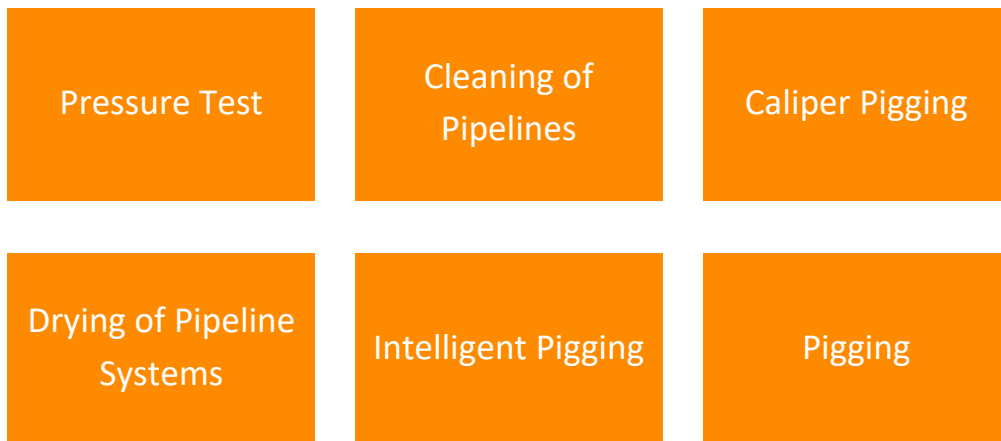 Pressure Test
Cleaning of
Pipelines
Caliper Pigging
Drying of Pipeline
Systems
Intelligent Pigging
Pigging